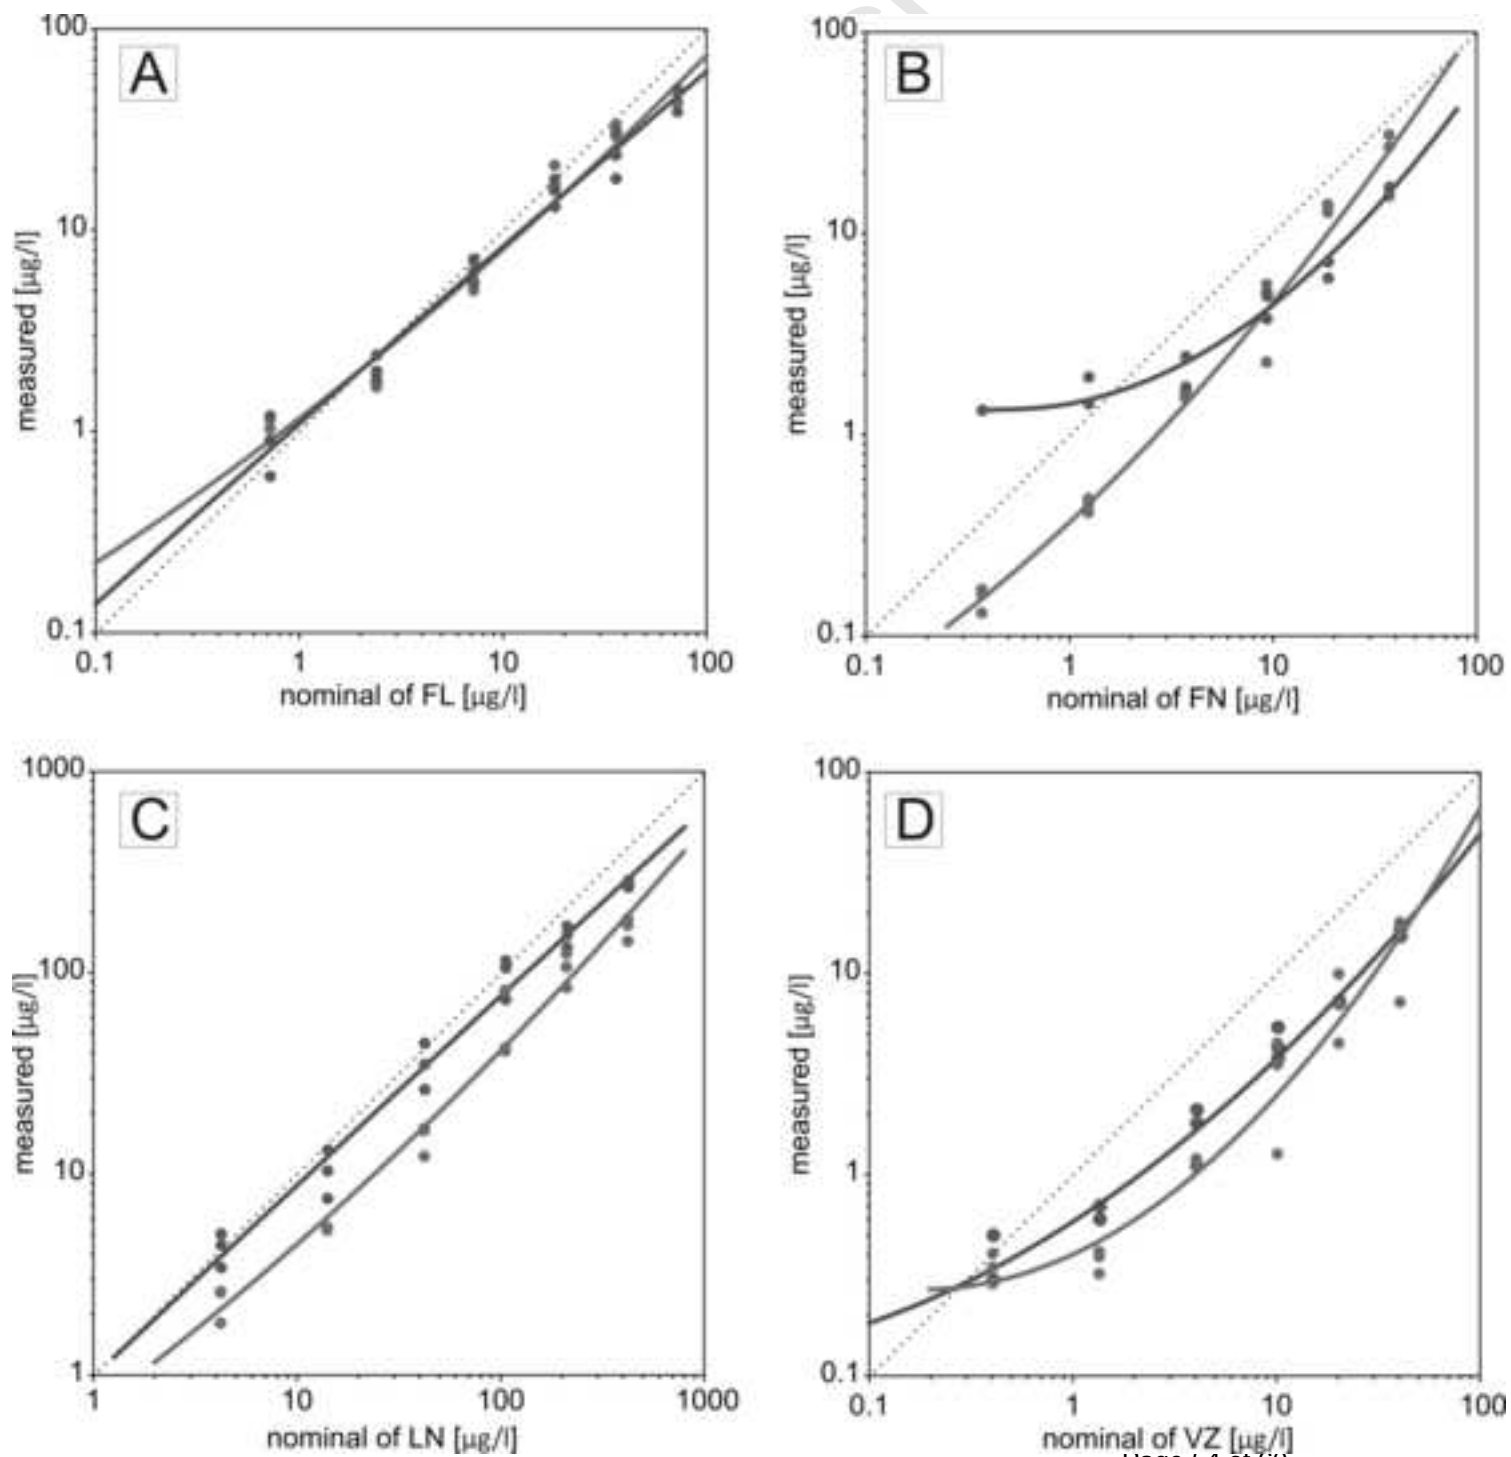 A
100
10
1
0.1
measured [µg/l]
0.1 1 10 100
nominal of FL [µg/l]
B
100
10
1
0.1
measured [µg/l]
0.1 1 10 100
nominal of FN [µg/l]
C
1000
100
10
1
measured [µg/l]
1 10 100 1000
nominal of LN [µg/l]
D
100
10
1
0.1
measured [µg/l]
0.1 1 10 100
nominal of VZ [µg/l]